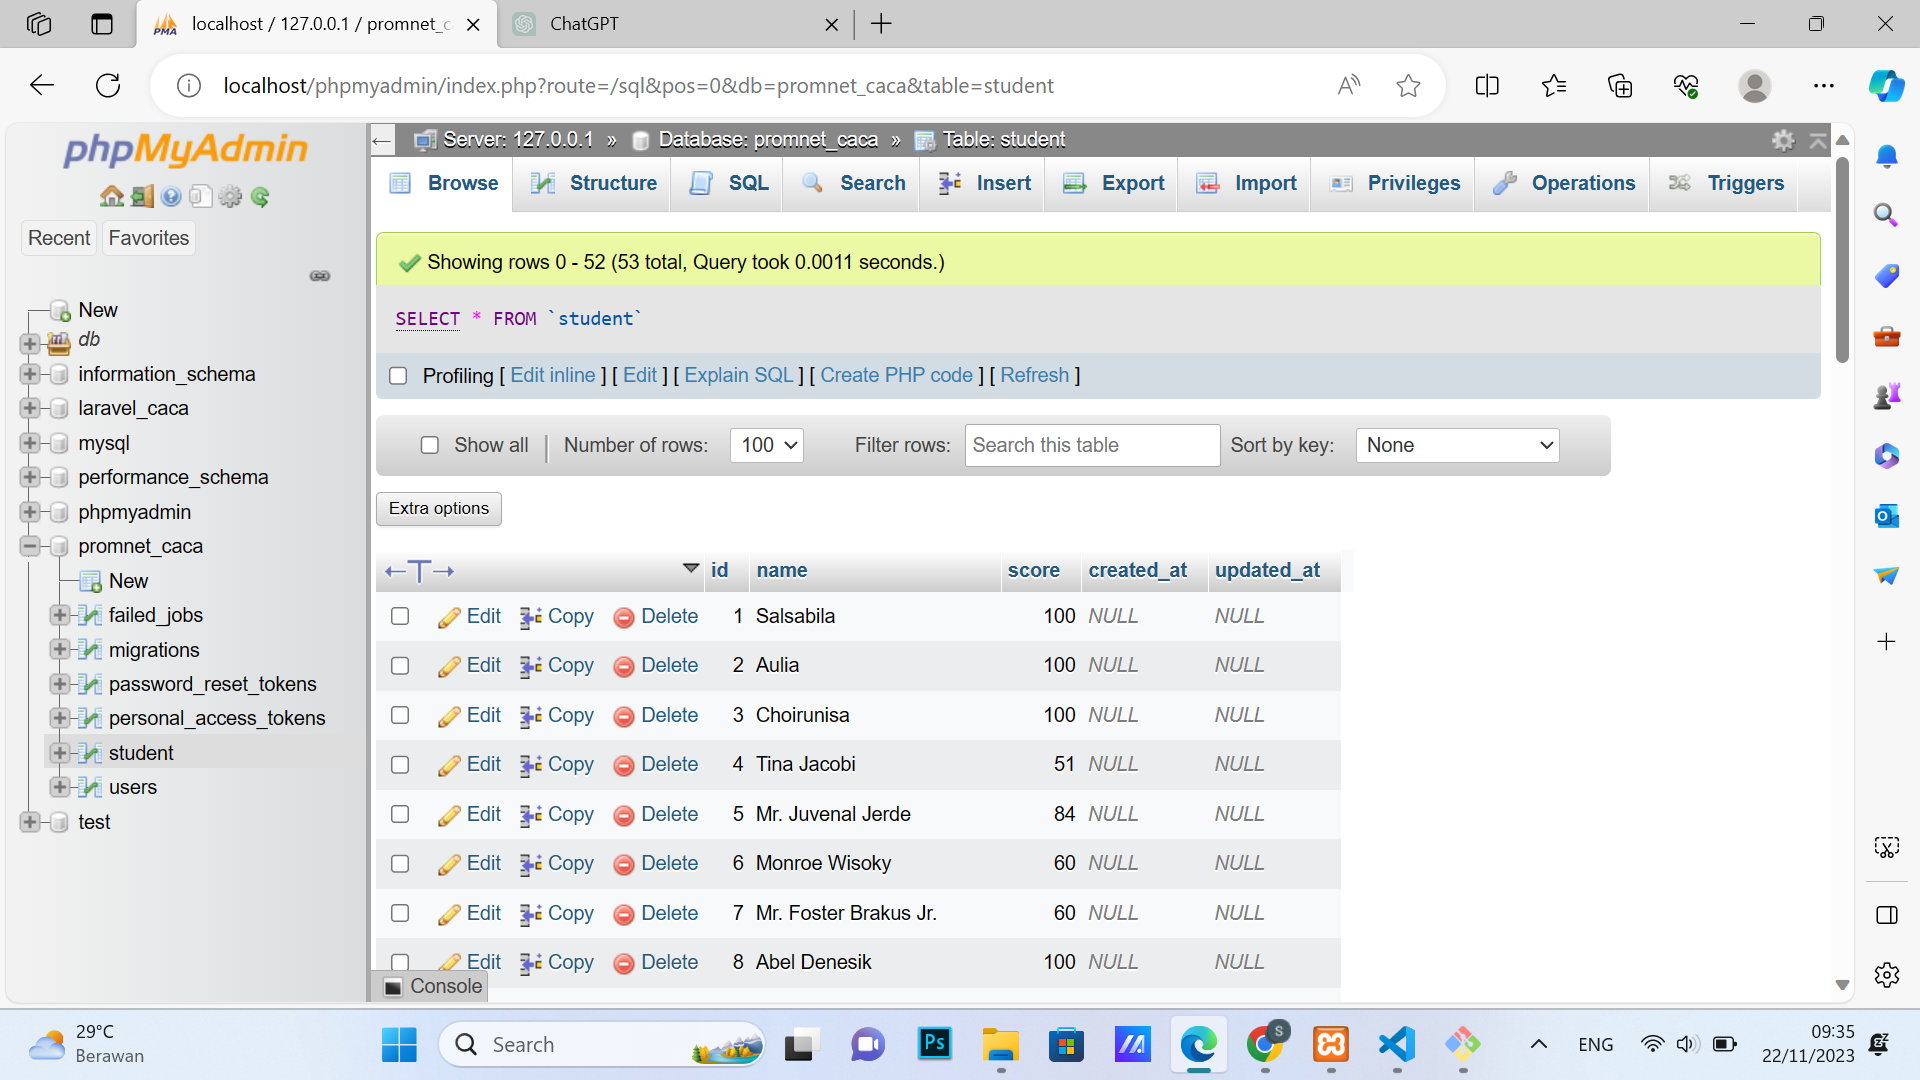 localhost / 127.0.0.1 / promnet_c
ChatGPT
localhost/phpmyadmin/index.php?route=/sql&pos=0&db=promnet_caca&table=student
phpMyAdmin
Recent Favorites
New
db
information_schema
laravel_caca
mysql
performance_schema
phpmyadmin
promnet_caca
New
failed_jobs
migrations
password_reset_tokens
personal_access_tokens
student
users
test
Server: 127.0.0.1 » Database: promnet_caca » Table: student
Browse Structure SQL Search Insert Export Import Privileges Operations Triggers
Showing rows 0 - 52 (53 total, Query took 0.0011 seconds.)
SELECT * FROM `student`
Profiling [ Edit inline ] [ Edit ] [ Explain SQL ] [ Create PHP code ] [ Refresh ]
Show all Number of rows: 100 Filter rows: Search this table Sort by key: None
Extra options
id name score created_at updated_at
Edit Copy Delete 1 Salsabila 100 NULL NULL
Edit Copy Delete 2 Aulia 100 NULL NULL
Edit Copy Delete 3 Choirunisa 100 NULL NULL
Edit Copy Delete 4 Tina Jacobi 51 NULL NULL
Edit Copy Delete 5 Mr. Juvenal Jerde 84 NULL NULL
Edit Copy Delete 6 Monroe Wisoky 60 NULL NULL
Edit Copy Delete 7 Mr. Foster Brakus Jr. 60 NULL NULL
Edit Copy Delete 8 Abel Denesik 100 NULL NULL
Console
29°C
Berawan
Search
Ps
S
ENG
09:35
22/11/2023